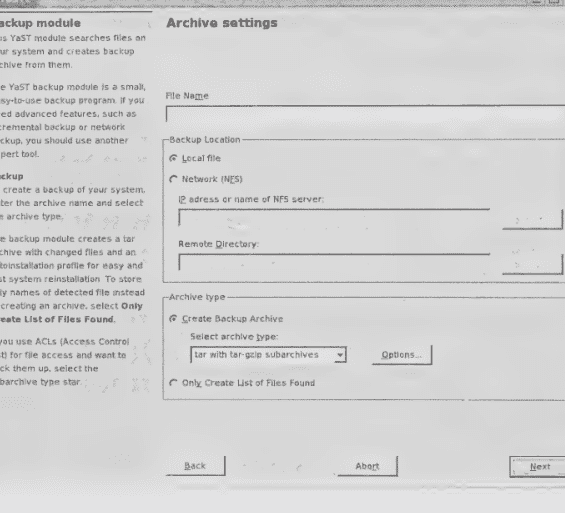 ackup module
s YaST module searches files on
ur system and creates backup
chive from them.
e YaST backup module is a small,
sy-to-use backup program. If you
ed advanced features, such as
cremental backup or network
ckup, you should use another
pert tool.
ckup
create a backup of your system,
ter the archive name and select
e archive type.
e backup module creates a tar
chive with changed files and an
toinstallation profile for easy and
st system reinstallation. To store
ly names of detected file instead
creating an archive, select Only
eate List of Files Found.
you use ACLs (Access Control
st) for file access and want to
ck them up, select the
barchive type star.
Archive settings
File Name
Backup Location
Local file
Network (NFS)
IP adress or name of NFS server:
Remote Directory:
Archive type
Create Backup Archive
Select archive type:
tar with tar-gzip subarchives
Options...
Only Create List of Files Found
Back
Abort
Next